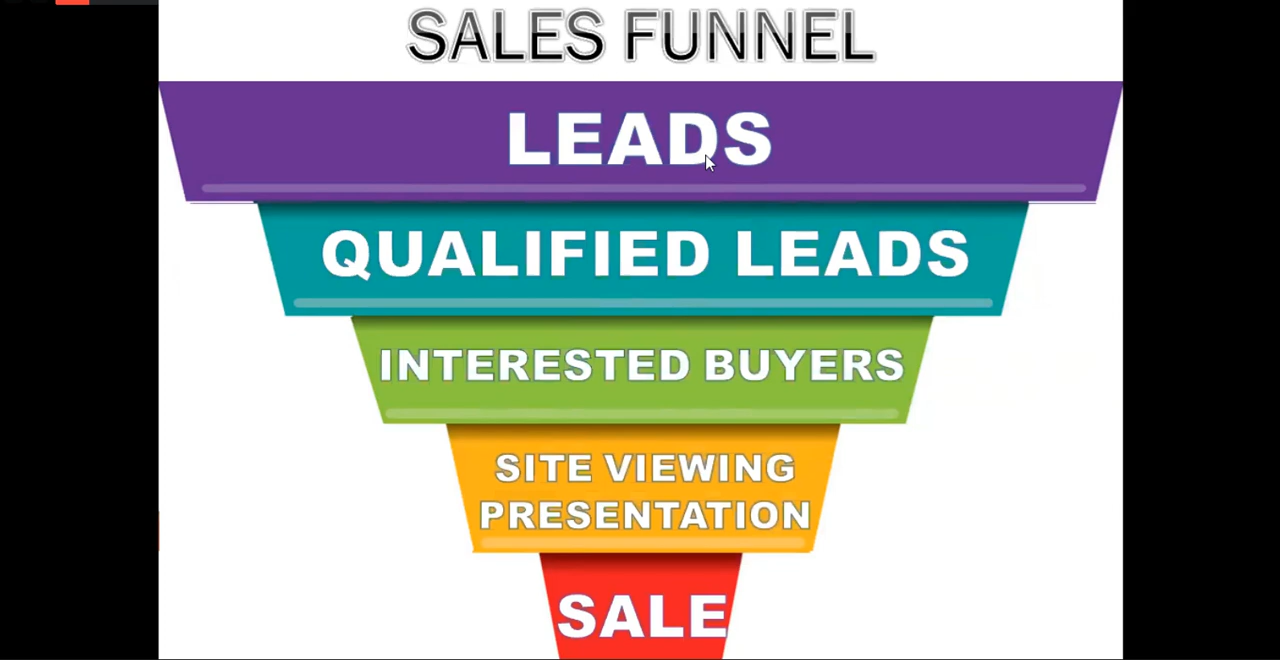 SALES FUNNEL
LEADS
QUALIFIED LEADS
INTERESTED BUYERS
SITE VIEWING
PRESENTATION
SALE